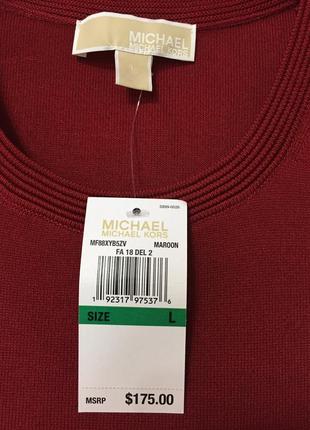 MICHAEL
MICHAEL KORS
L
MICHAEL
MICHAEL KORS
MF88XYB5ZV MAROON
FA 18 DEL 2
1 92317 97537 6
SIZE L
MSRP $175.00